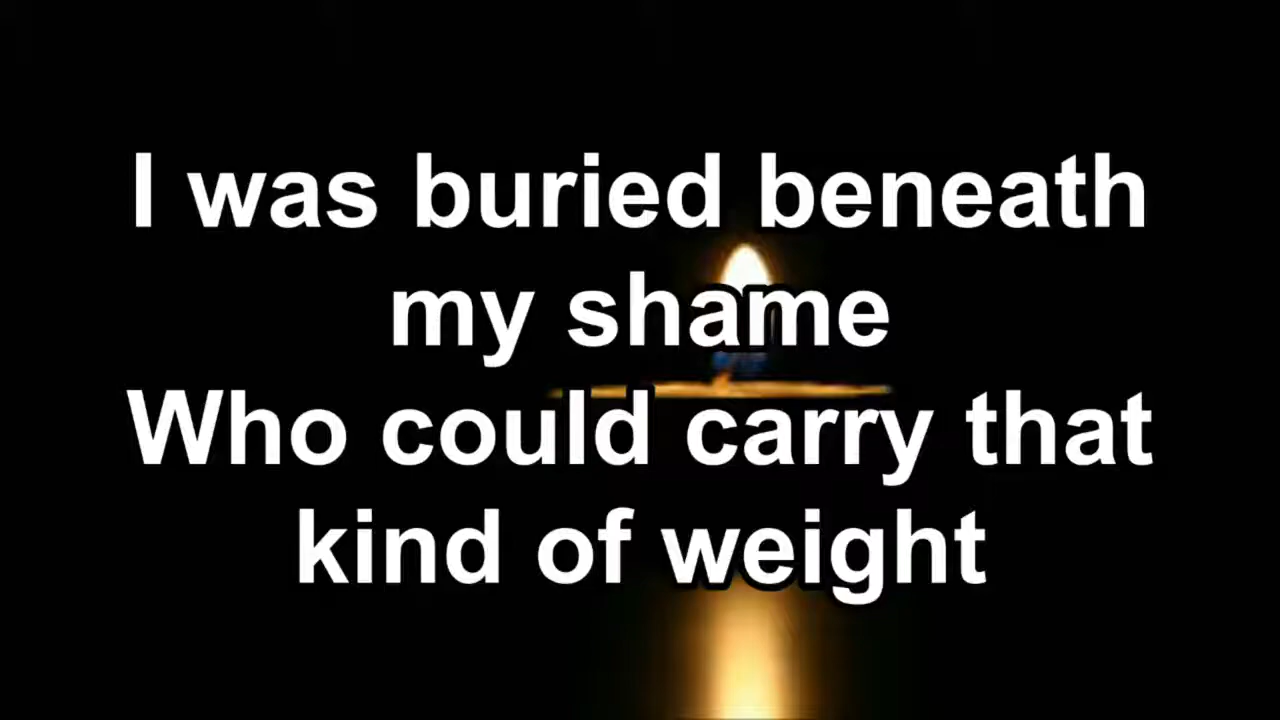 I was buried beneath
my shame
Who could carry that
kind of weight